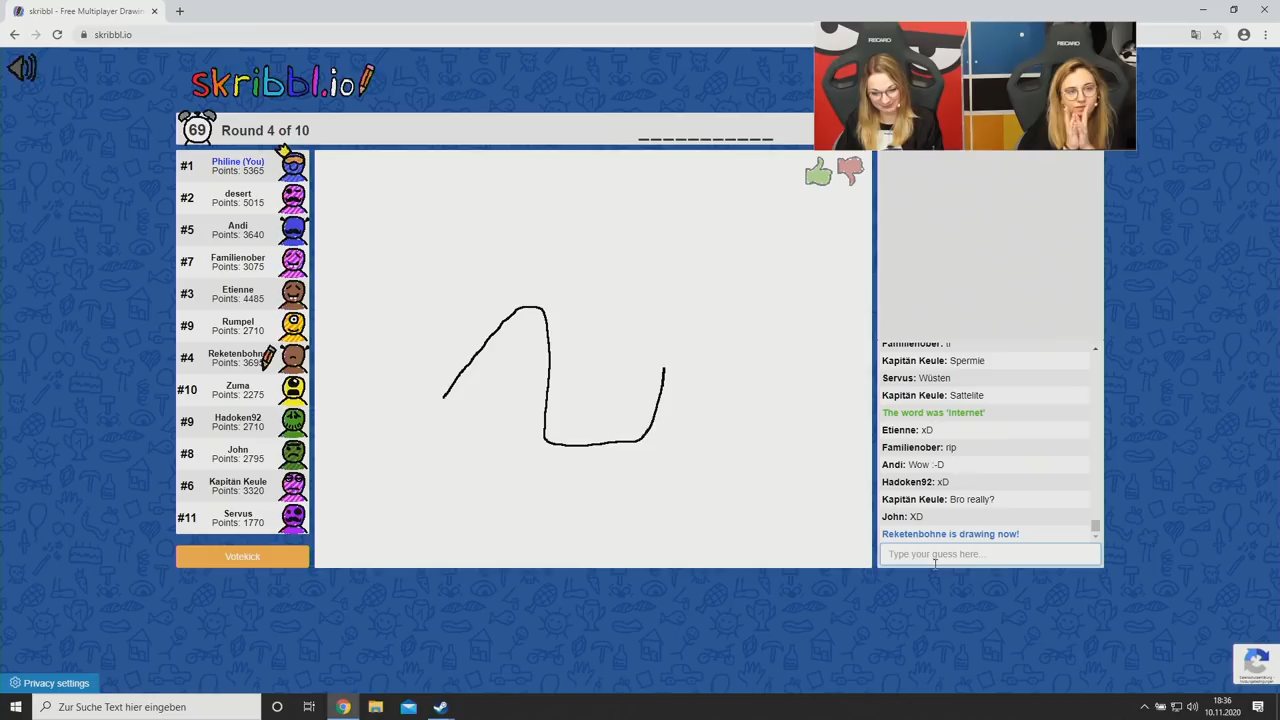 skribbl - Free Multiplayer Drawin
skribbl.io
RECARO
RECARO
skribbl.io
69
Round 4 of 10
__________
#1
Philine (You)
Points: 5365
#2
desert
Points: 5015
#5
Andi
Points: 3640
#7
Familienober
Points: 3075
#3
Etienne
Points: 4485
#9
Rumpel
Points: 2710
#4
Reketenbohne
Points: 3695
#10
Zuma
Points: 2275
#9
Hadoken92
Points: 2710
#8
John
Points: 2795
#6
Kapitän Keule
Points: 3320
#11
Servus
Points: 1770
Votekick
Kapitän Keule: Spermie
Servus: Wüsten
Kapitän Keule: Sattelite
The word was 'Internet'
Etienne: xD
Familienober: rip
Andi: Wow :-D
Hadoken92: xD
Kapitän Keule: Bro really?
John: XD
Reketenbohne is drawing now!
Type your guess here...
Privacy settings
Zur Suche Text hier eingeben
18:36
10.11.2020